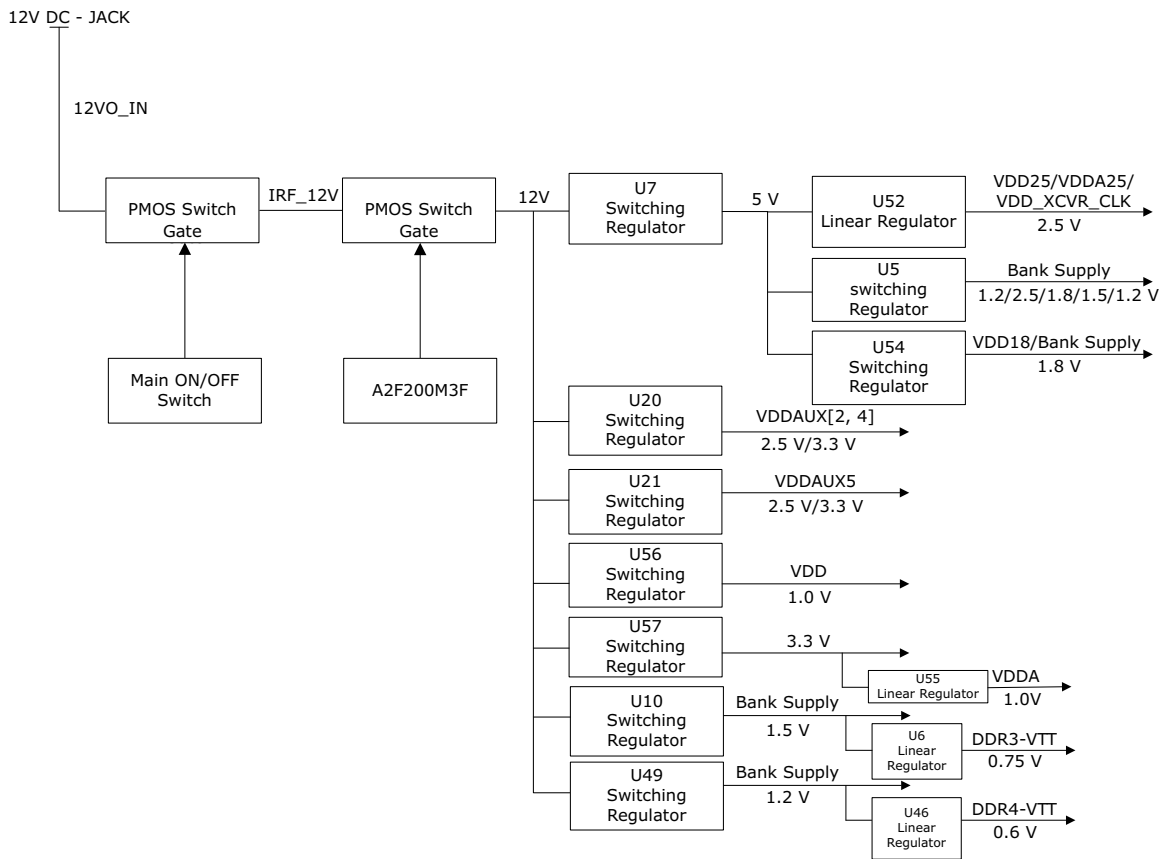 12V DC - JACK
12VO_IN
PMOS Switch
Gate
IRF_12V
PMOS Switch
Gate
12V
Main ON/OFF
Switch
A2F200M3F
U7
Switching
Regulator
5 V
U52
Linear Regulator
VDD25/VDDA25/
VDD_XCVR_CLK
2.5 V
U5
switching
Regulator
Bank Supply
1.2/2.5/1.8/1.5/1.2 V
U54
Switching
Regulator
VDD18/Bank Supply
1.8 V
U20
Switching
Regulator
VDDAUX[2, 4]
2.5 V/3.3 V
U21
Switching
Regulator
VDDAUX5
2.5 V/3.3 V
U56
Switching
Regulator
VDD
1.0 V
U57
Switching
Regulator
3.3 V
U55
Linear Regulator
VDDA
1.0V
U10
Switching
Regulator
Bank Supply
1.5 V
U6
Linear
Regulator
DDR3-VTT
0.75 V
U49
Switching
Regulator
Bank Supply
1.2 V
U46
Linear
Regulator
DDR4-VTT
0.6 V